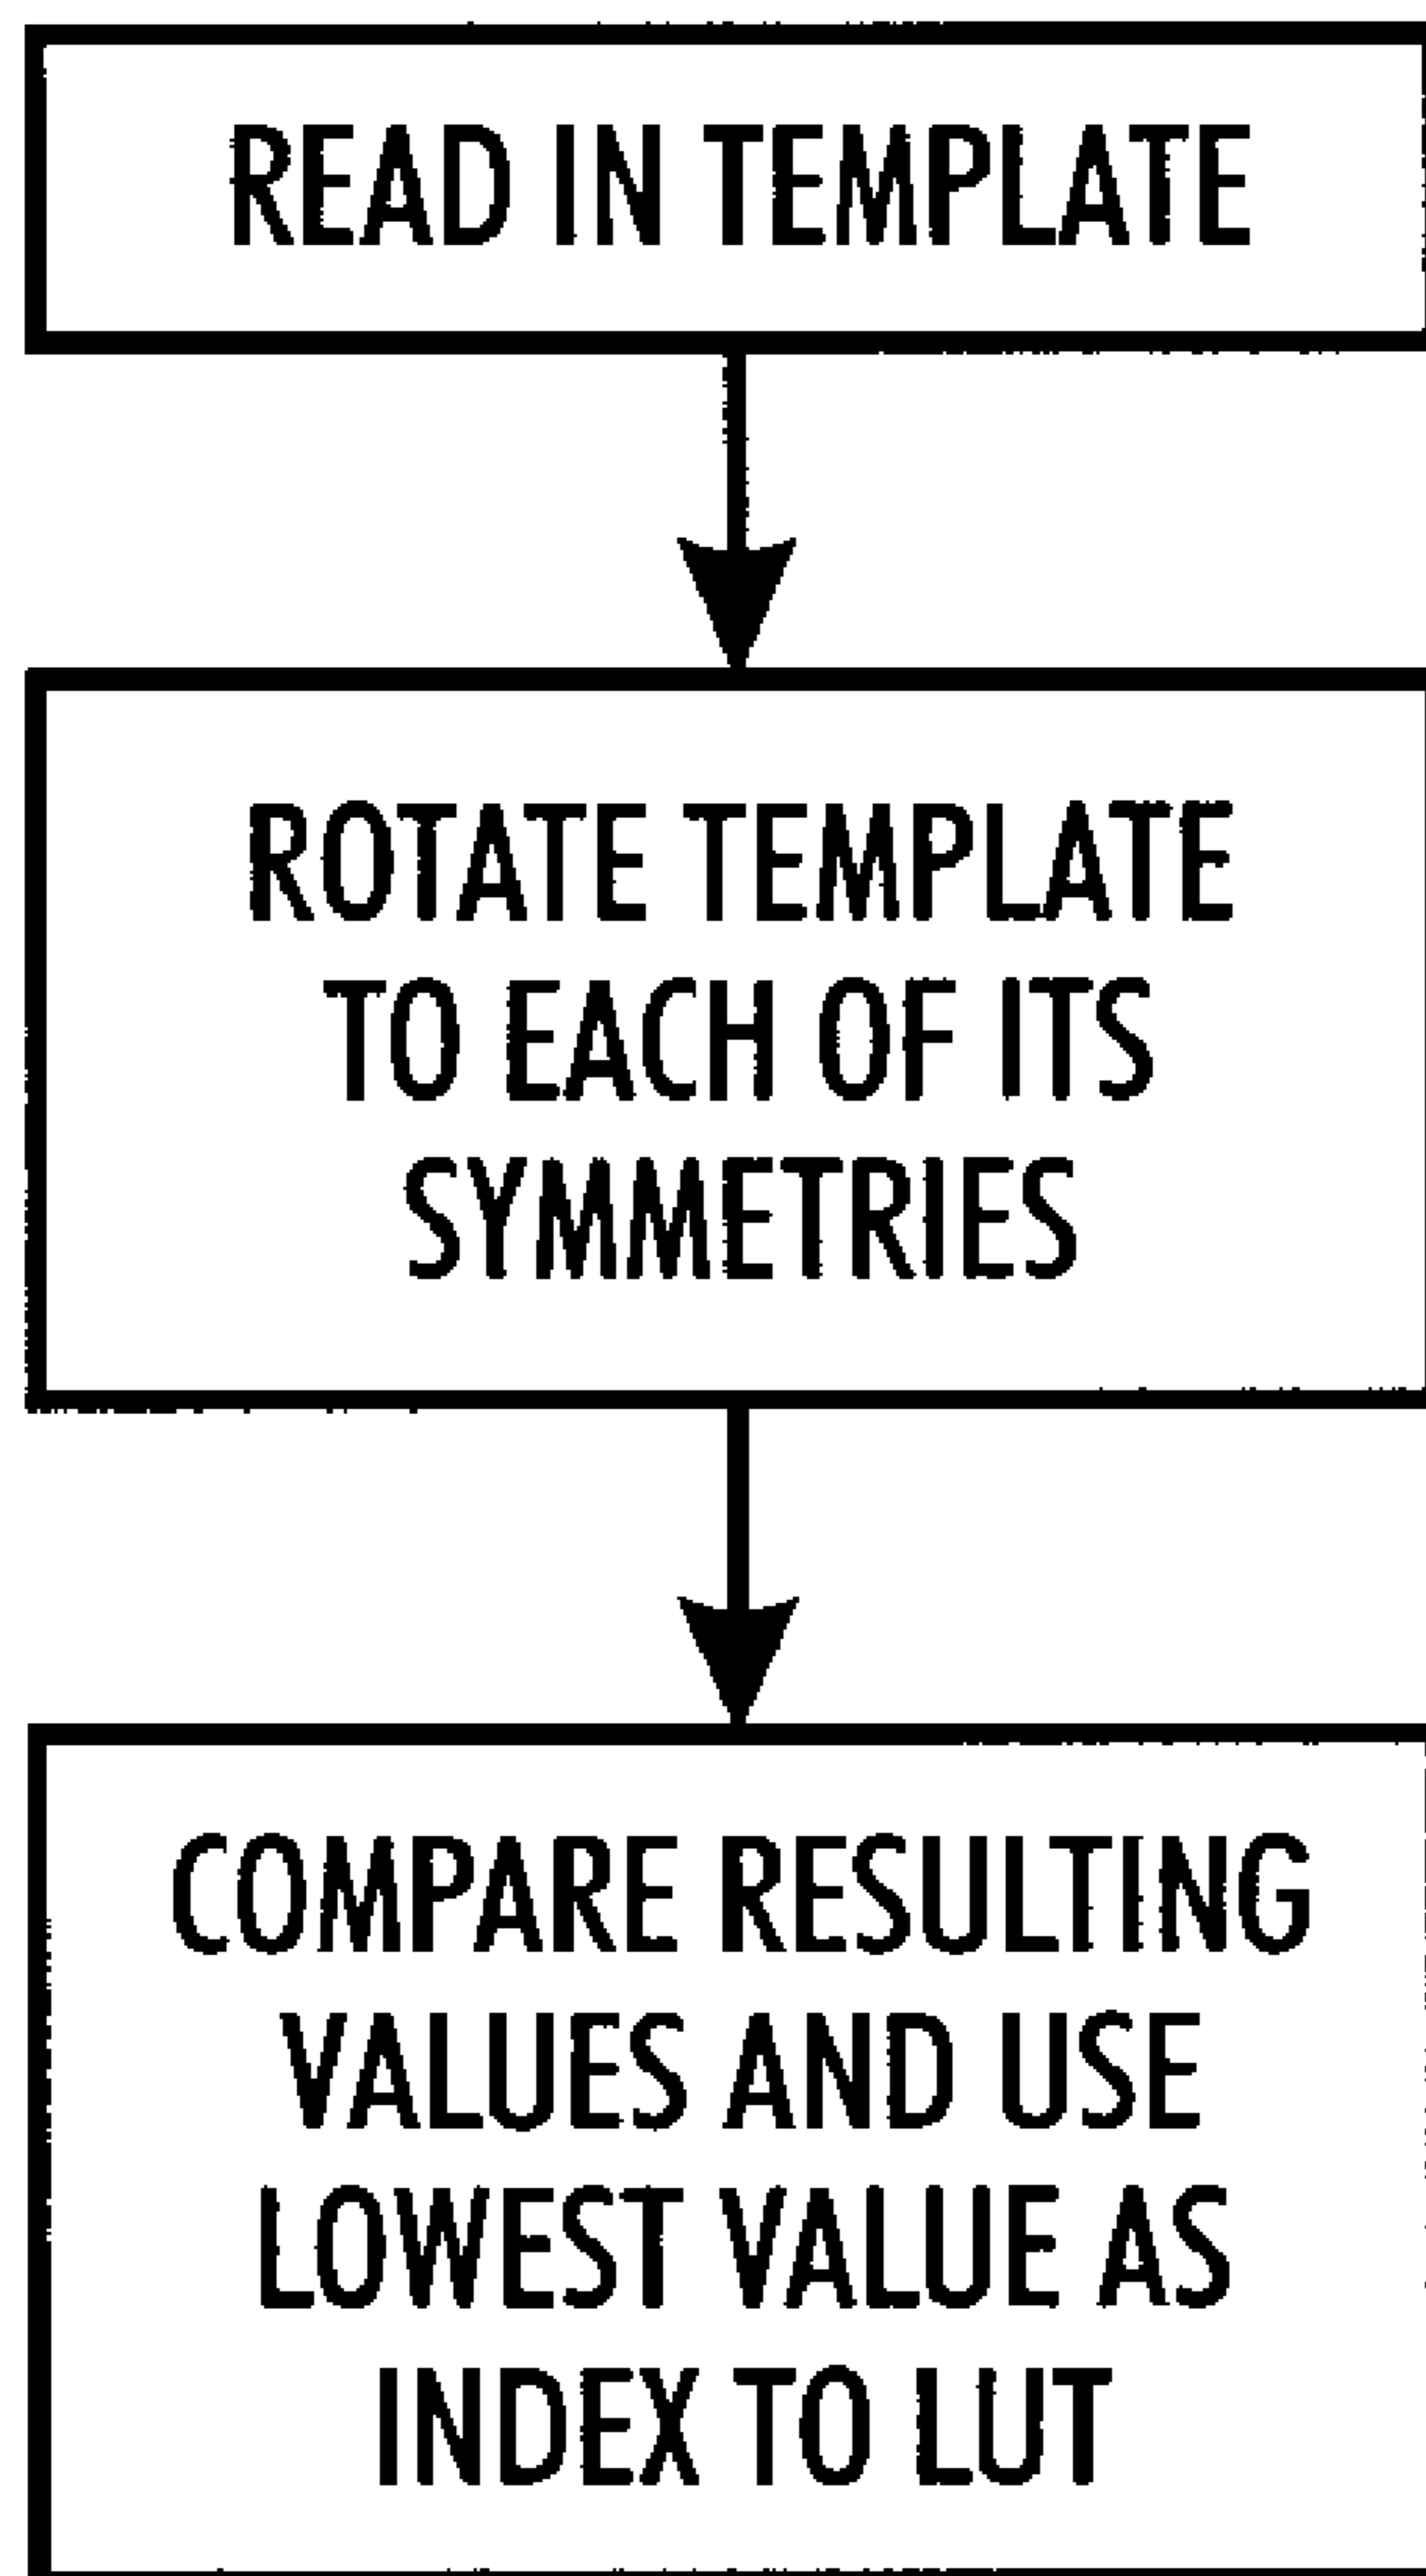 READ IN TEMPLATE
ROTATE TEMPLATE
TO EACH OF ITS
SYMMETRIES
COMPARE RESULTING
VALUES AND USE
LOWEST VALUE AS
INDEX TO LUT